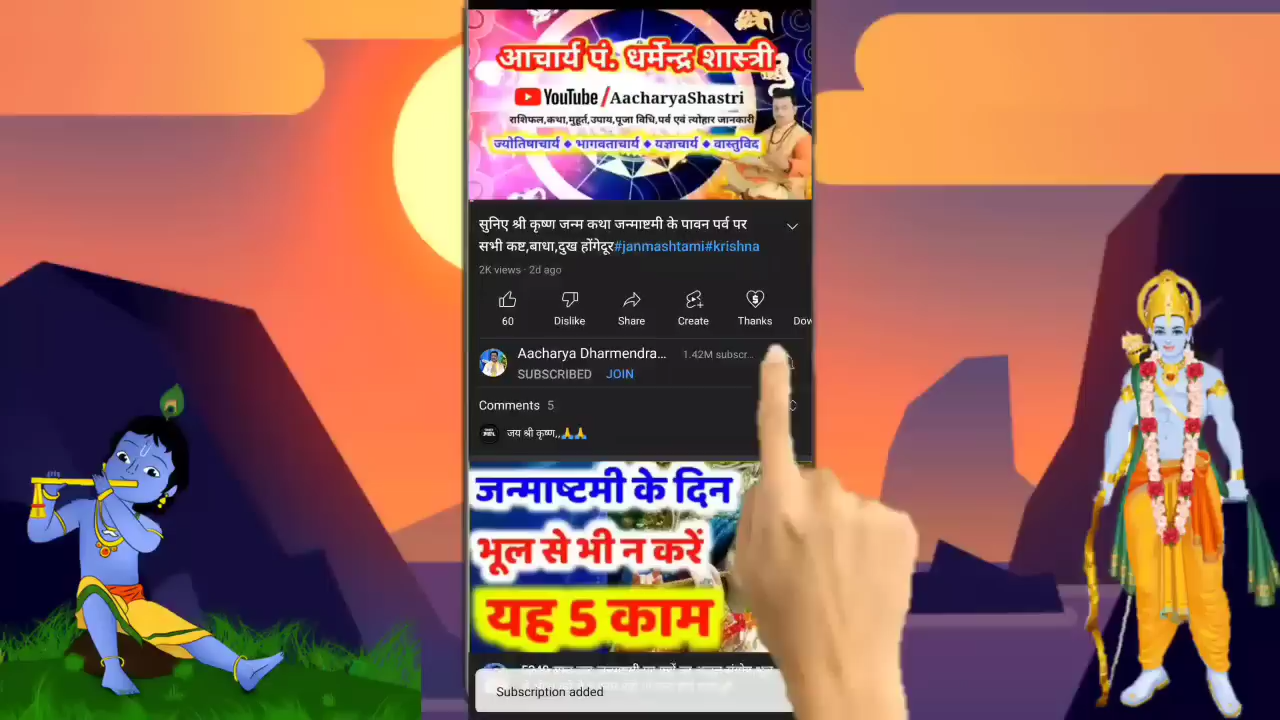 आचार्य पं. धर्मेन्द्र शास्त्री
YouTube/AacharyaShastri
राशिफल,कथा,मुहूर्त,उपाय,पूजा विधि,पर्व एवं त्योहार जानकारी
ज्योतिषाचार्य ◆ भागवताचार्य ◆ यज्ञाचार्य ◆ वास्तुविद
सुनिए श्री कृष्ण जन्म कथा जन्माष्टमी के पावन पर्व पर
सभी कष्ट,बाधा,दुख होंगेदूर#janmashtami#krishna
2K views · 2d ago
60 Dislike Share Create Thanks Dow
Aacharya Dharmendra... 1.42M subscr...
SUBSCRIBED JOIN
Comments 5
जय श्री कृष्ण,,🙏🙏
जन्माष्टमी के दिन
भूल से भी न करें
यह 5 काम
Subscription added